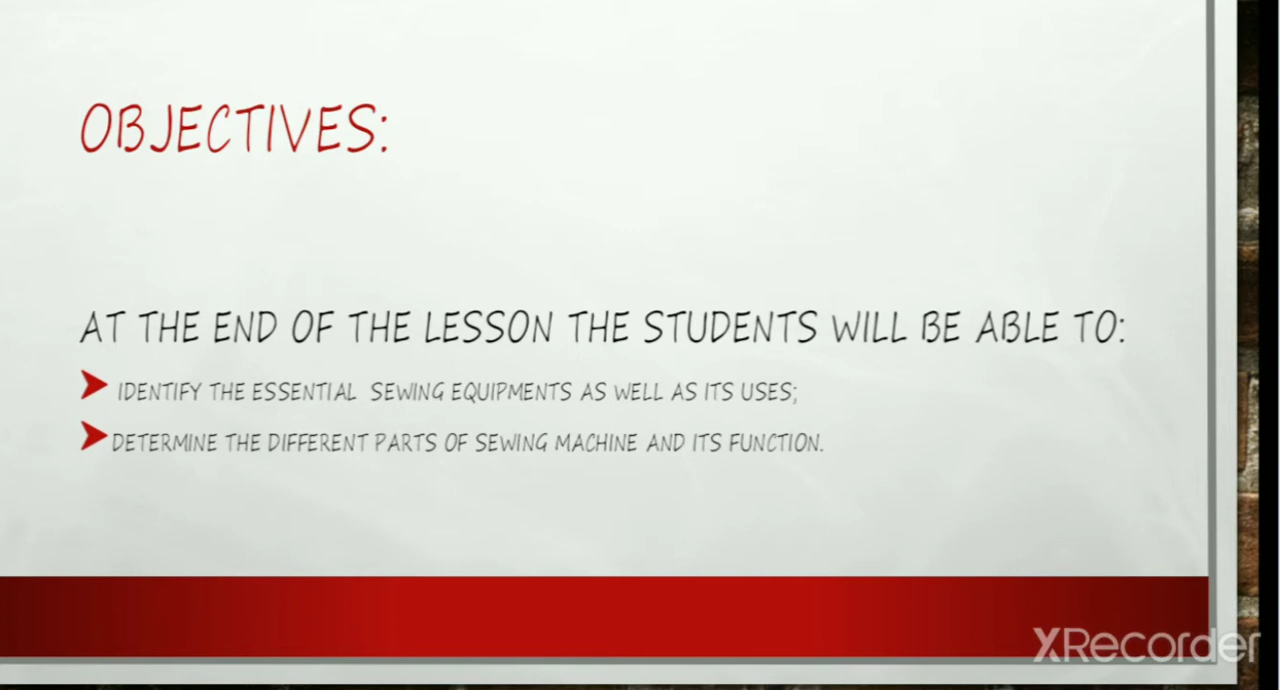 OBJECTIVES:
AT THE END OF THE LESSON THE STUDENTS WILL BE ABLE TO:
IDENTIFY THE ESSENTIAL SEWING EQUIPMENTS AS WELL AS ITS USES;
DETERMINE THE DIFFERENT PARTS OF SEWING MACHINE AND ITS FUNCTION.
XRecorder